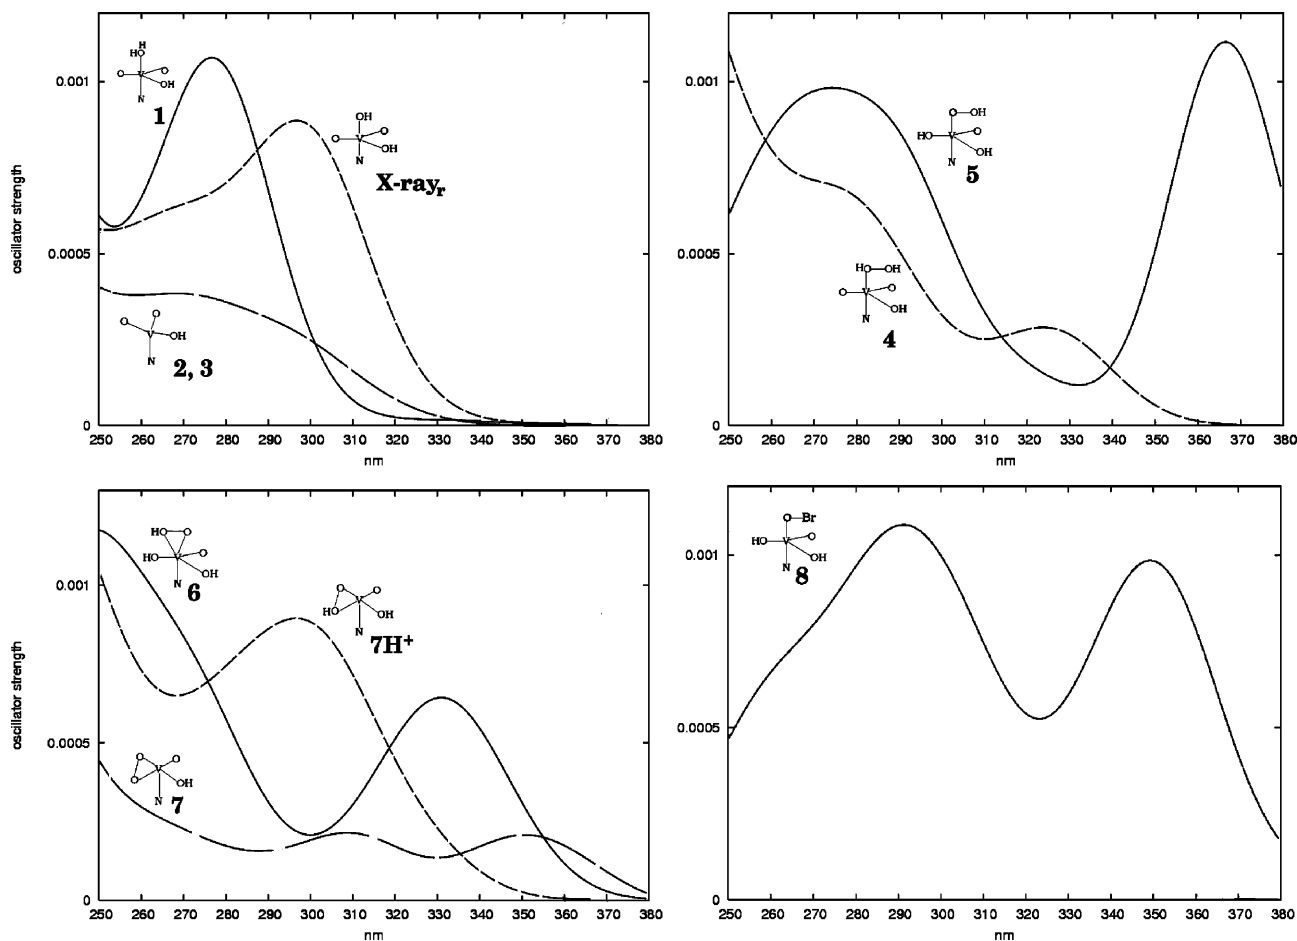 0.001
0.0005
0
oscillator strength
250 260 270 280 290 300 310 320 330 340 350 360 370 380
nm
H
HO
O V O
OH
N
1
OH
O V O
OH
N
X-rayr
O O
V OH
N
2, 3
0.001
0.0005
0
250 260 270 280 290 300 310 320 330 340 350 360 370 380
nm
O OH
HO V O
OH
N
5
HO OH
O V O
OH
N
4
0.001
0.0005
0
oscillator strength
250 260 270 280 290 300 310 320 330 340 350 360 370 380
nm
HO O
HO V O
OH
N
6
O O
V
HO OH
N
7H+
O O
V
O OH
N
7
0.001
0.0005
0
250 260 270 280 290 300 310 320 330 340 350 360 370 380
nm
O Br
HO V O
OH
N
8